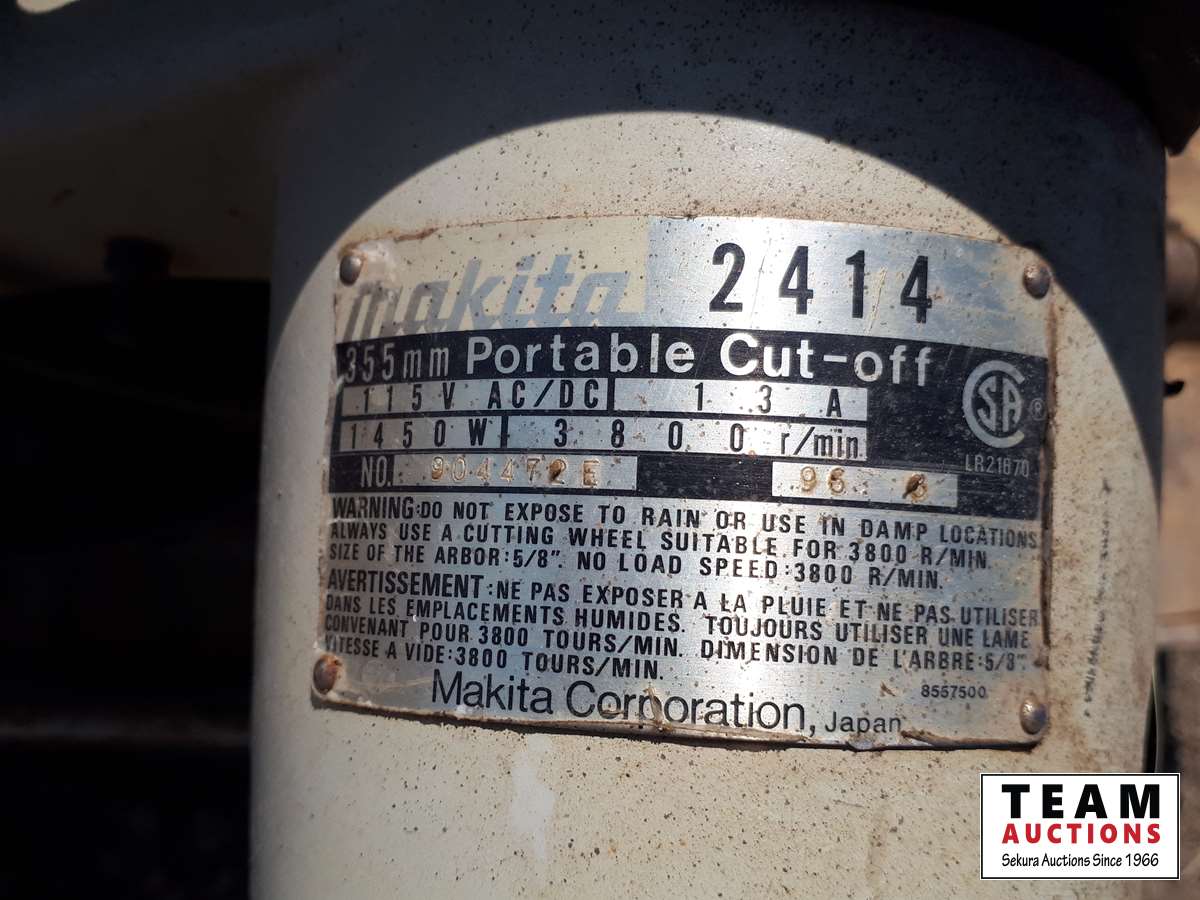 makita 2414
355mm Portable Cut-off
115V AC/DC 13A
1450W 3800 r/min
CSA ®
LR21670
NO. 904472E 96 3
WARNING:DO NOT EXPOSE TO RAIN OR USE IN DAMP LOCATIONS
ALWAYS USE A CUTTING WHEEL SUITABLE FOR 3800 R/MIN.
SIZE OF THE ARBOR:5/8". NO LOAD SPEED:3800 R/MIN.
AVERTISSEMENT:NE PAS EXPOSER A LA PLUIE ET NE PAS UTILISER
DANS LES EMPLACEMENTS HUMIDES. TOUJOURS UTILISER UNE LAME
CONVENANT POUR 3800 TOURS/MIN. DIMENSION DE L'ARBRE:5/8".
VITESSE A VIDE:3800 TOURS/MIN.
8557500
Makita Corporation, Japan
TEAM
AUCTIONS
Sekura Auctions Since 1966